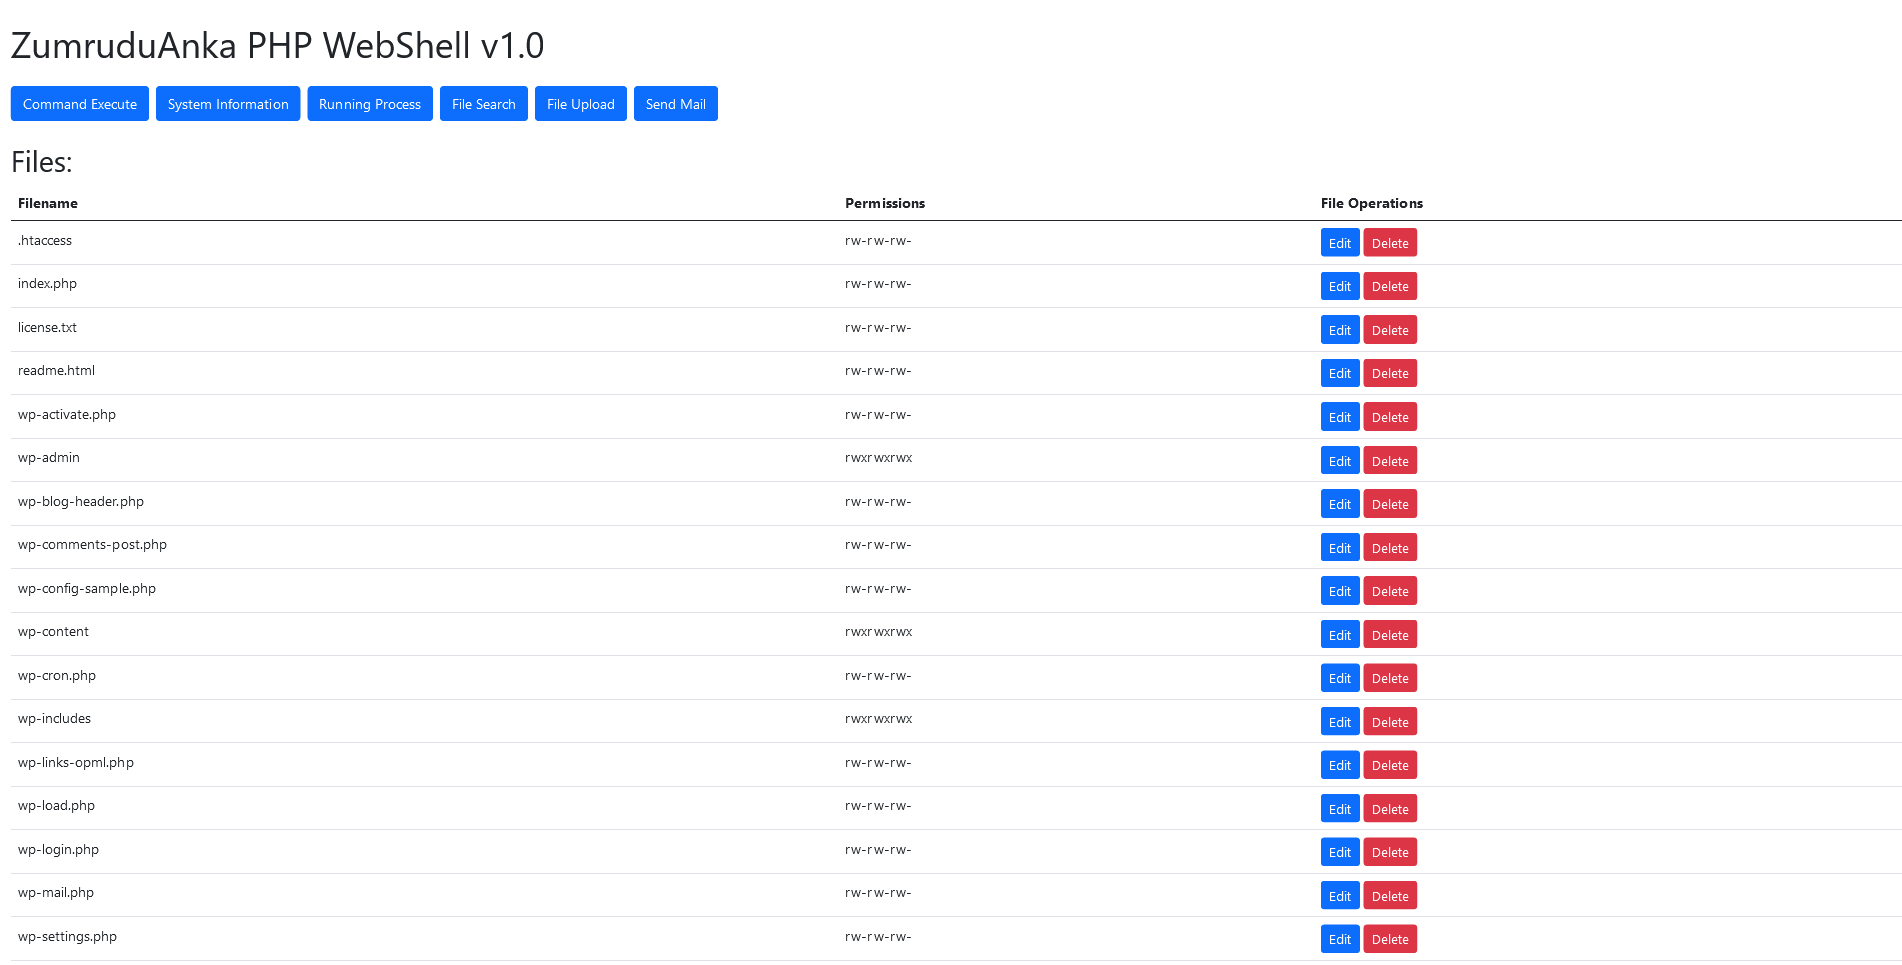 ZumruduAnka PHP WebShell v1.0
Command Execute System Information Running Process File Search File Upload Send Mail
Files:
Filename Permissions File Operations
.htaccess rw-rw-rw- Edit Delete
index.php rw-rw-rw- Edit Delete
license.txt rw-rw-rw- Edit Delete
readme.html rw-rw-rw- Edit Delete
wp-activate.php rw-rw-rw- Edit Delete
wp-admin rwxrwxrwx Edit Delete
wp-blog-header.php rw-rw-rw- Edit Delete
wp-comments-post.php rw-rw-rw- Edit Delete
wp-config-sample.php rw-rw-rw- Edit Delete
wp-content rwxrwxrwx Edit Delete
wp-cron.php rw-rw-rw- Edit Delete
wp-includes rwxrwxrwx Edit Delete
wp-links-opml.php rw-rw-rw- Edit Delete
wp-load.php rw-rw-rw- Edit Delete
wp-login.php rw-rw-rw- Edit Delete
wp-mail.php rw-rw-rw- Edit Delete
wp-settings.php rw-rw-rw- Edit Delete